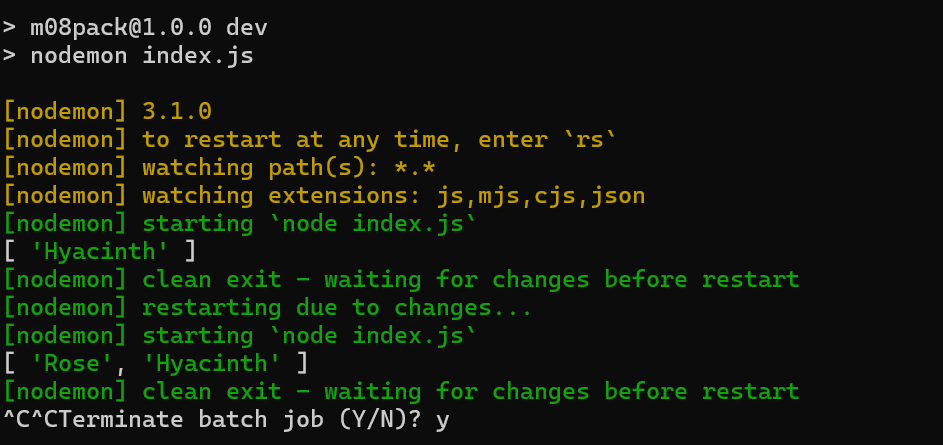 > m08pack@1.0.0 dev
> nodemon index.js
[nodemon] 3.1.0
[nodemon] to restart at any time, enter `rs`
[nodemon] watching path(s): *.*
[nodemon] watching extensions: js,mjs,cjs,json
[nodemon] starting `node index.js`
[ 'Hyacinth' ]
[nodemon] clean exit - waiting for changes before restart
[nodemon] restarting due to changes...
[nodemon] starting `node index.js`
[ 'Rose', 'Hyacinth' ]
[nodemon] clean exit - waiting for changes before restart
^C^CTerminate batch job (Y/N)? y